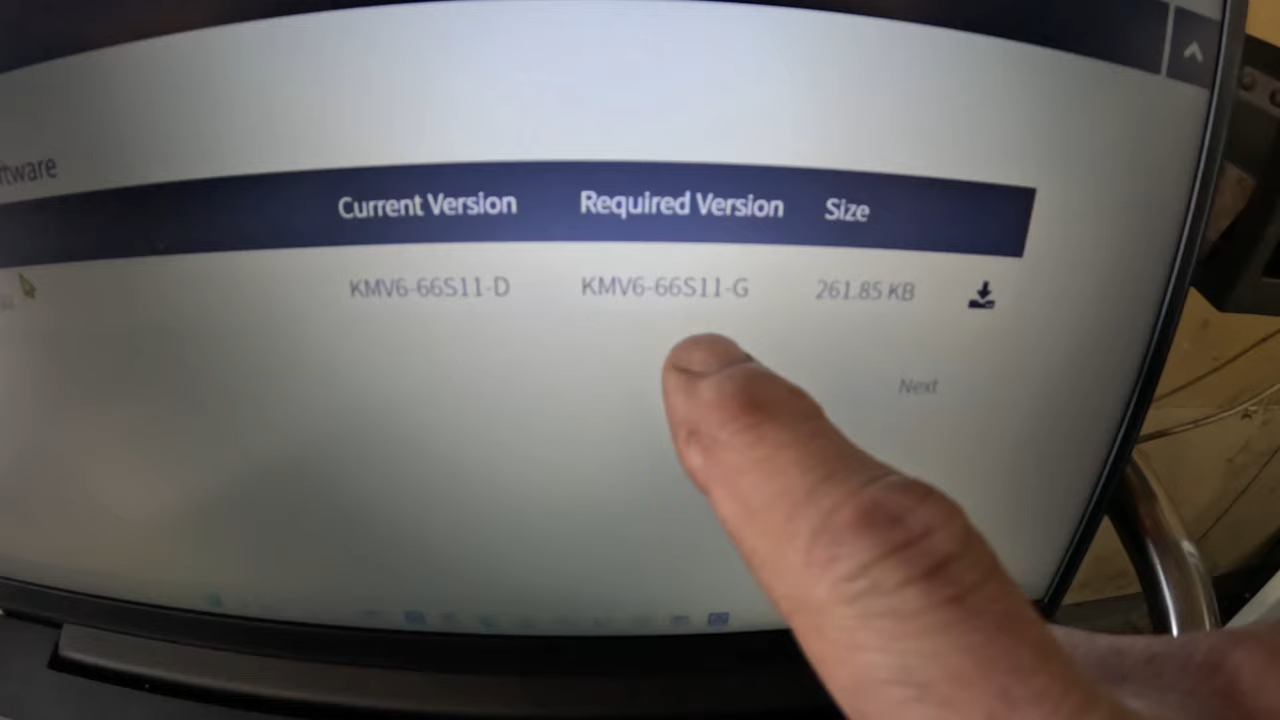 ftware
Current Version Required Version Size
KMV6-66S11-D KMV6-66S11-G 261.85 KB
Next